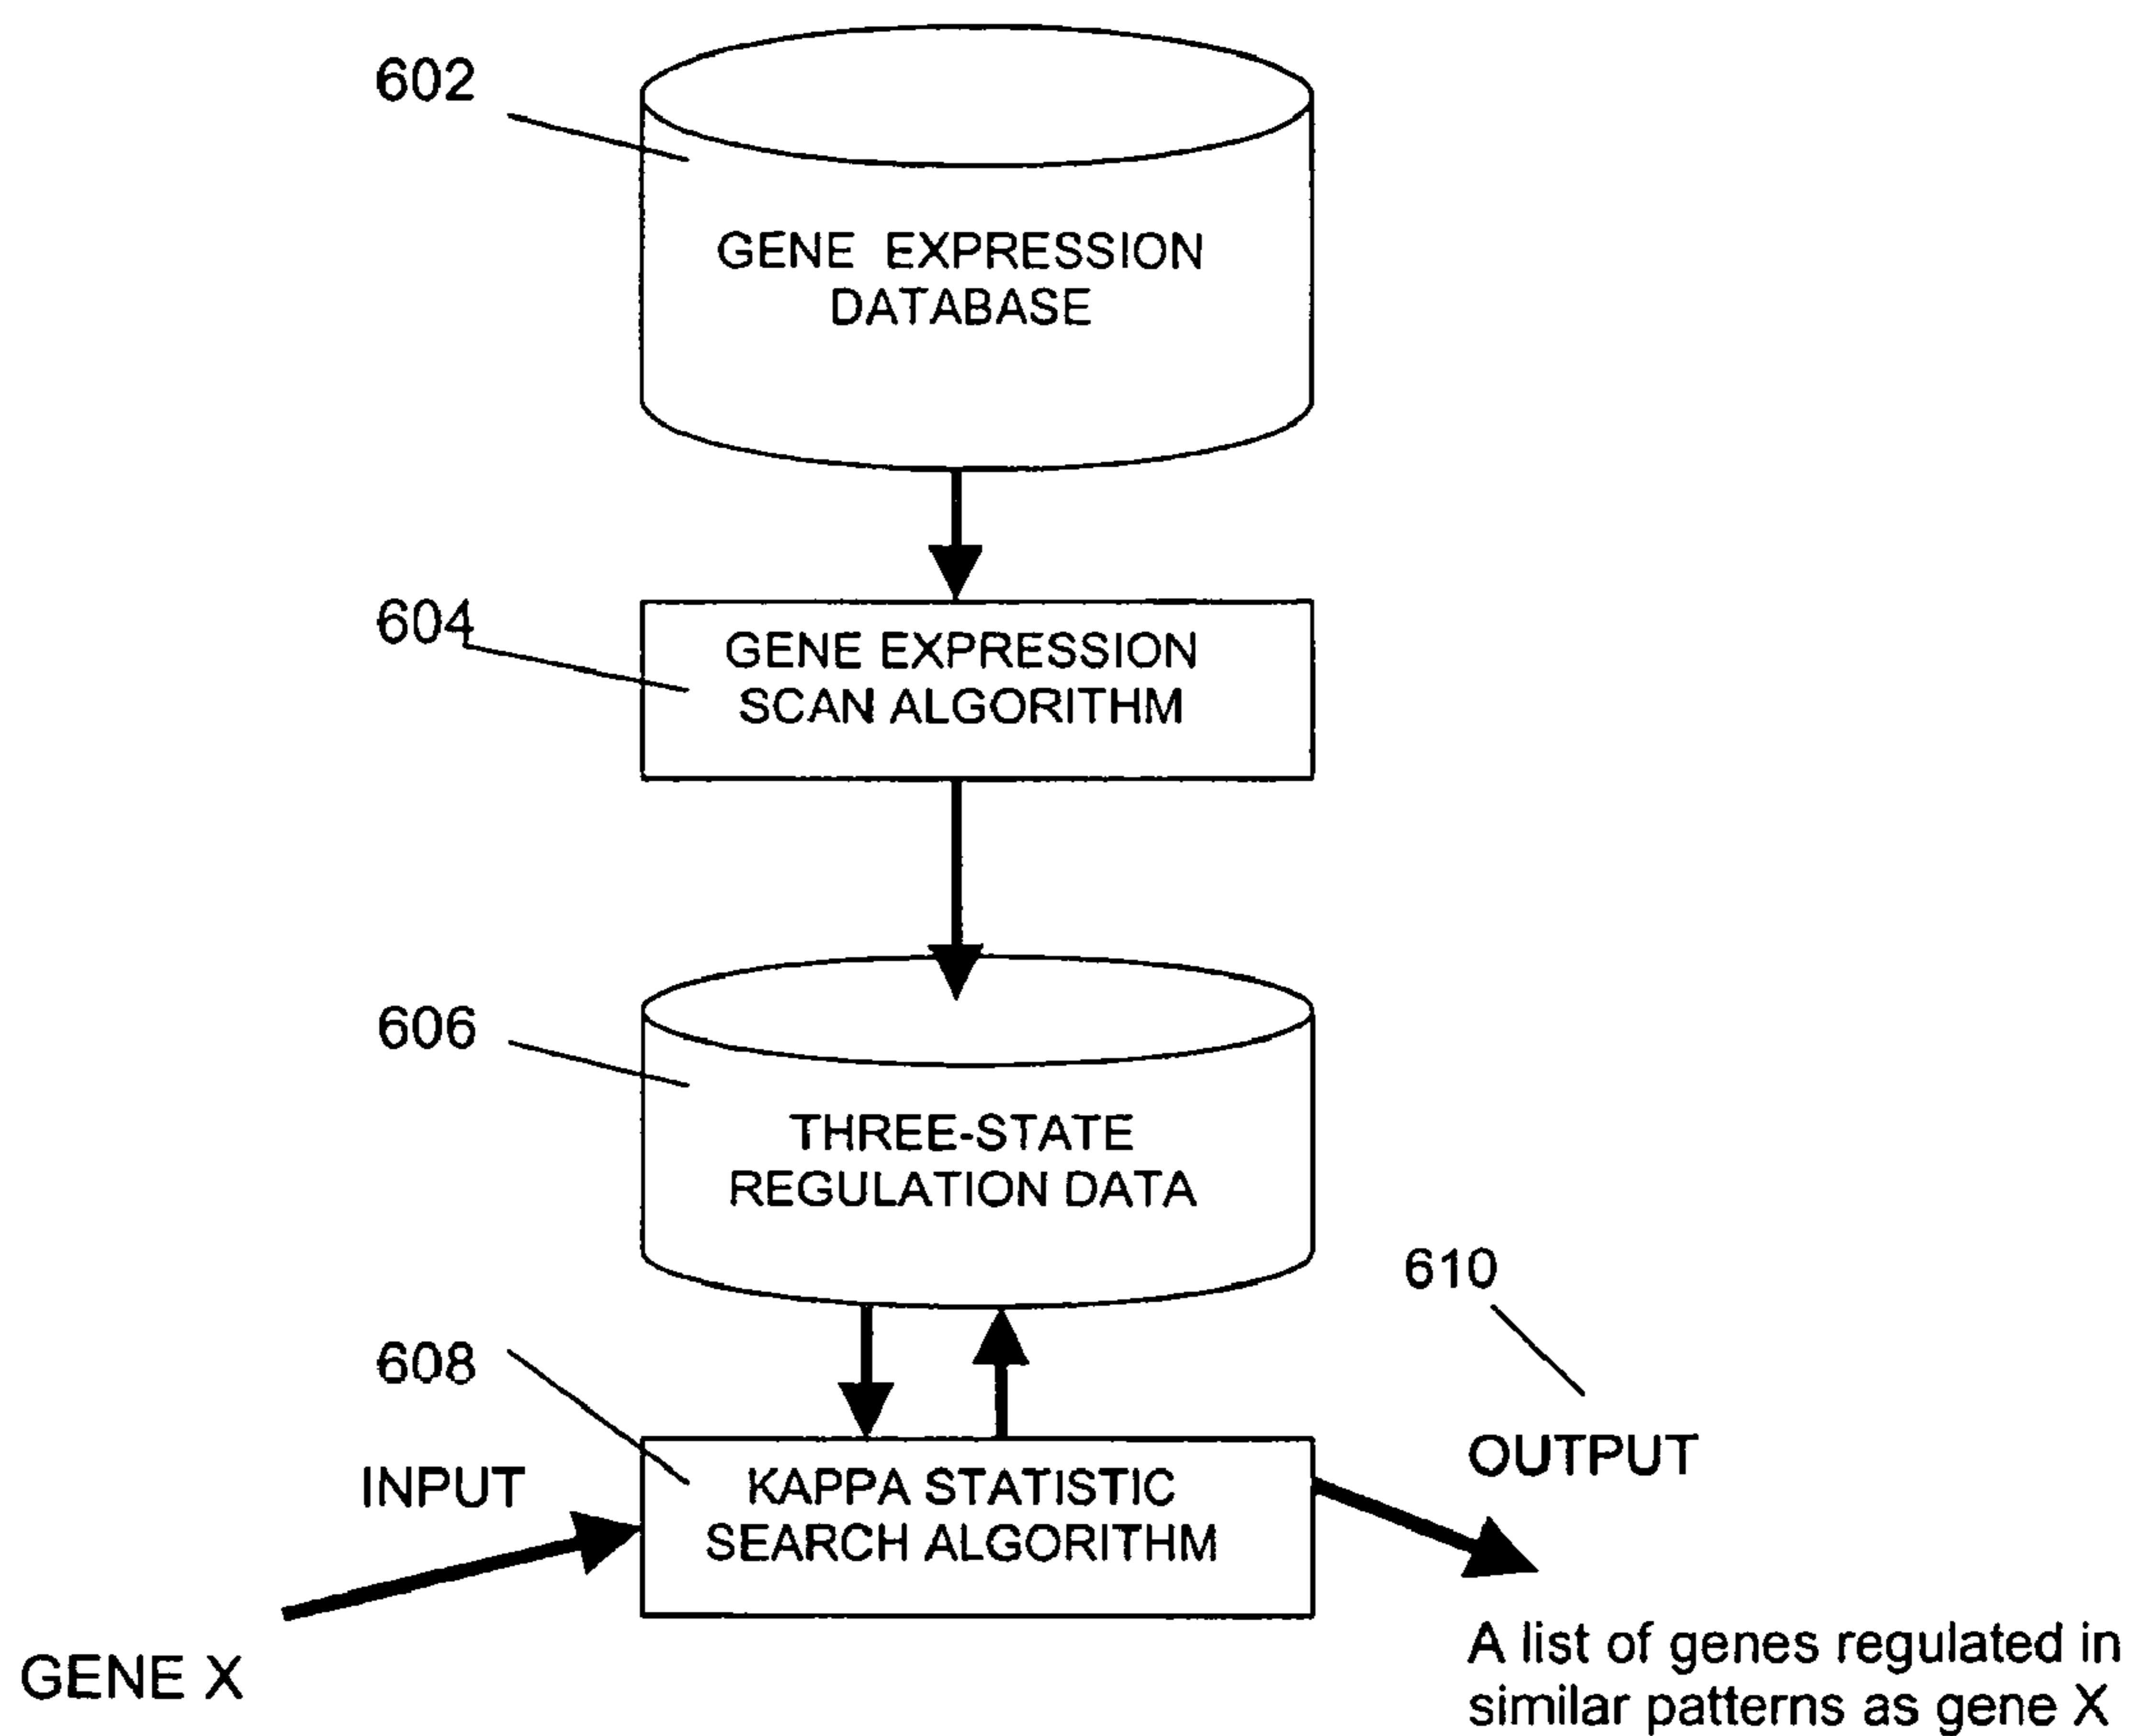 602
GENE EXPRESSION
DATABASE
604
GENE EXPRESSION
SCAN ALGORITHM
606
THREE-STATE
REGULATION DATA
610
608
OUTPUT
INPUT
KAPPA STATISTIC
SEARCH ALGORITHM
GENE X
A list of genes regulated in
similar patterns as gene X